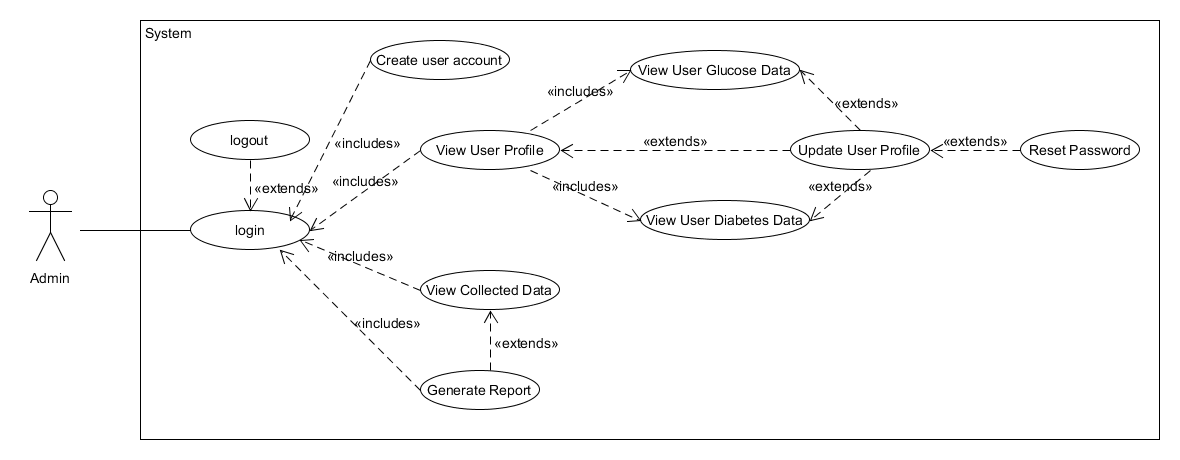 System
Create user account
View User Glucose Data
«includes»
«extends»
logout
«includes»
View User Profile
«extends»
Update User Profile
«extends»
Reset Password
«extends»
«includes»
«includes»
«extends»
login
View User Diabetes Data
Admin
«includes»
View Collected Data
«includes»
«extends»
Generate Report